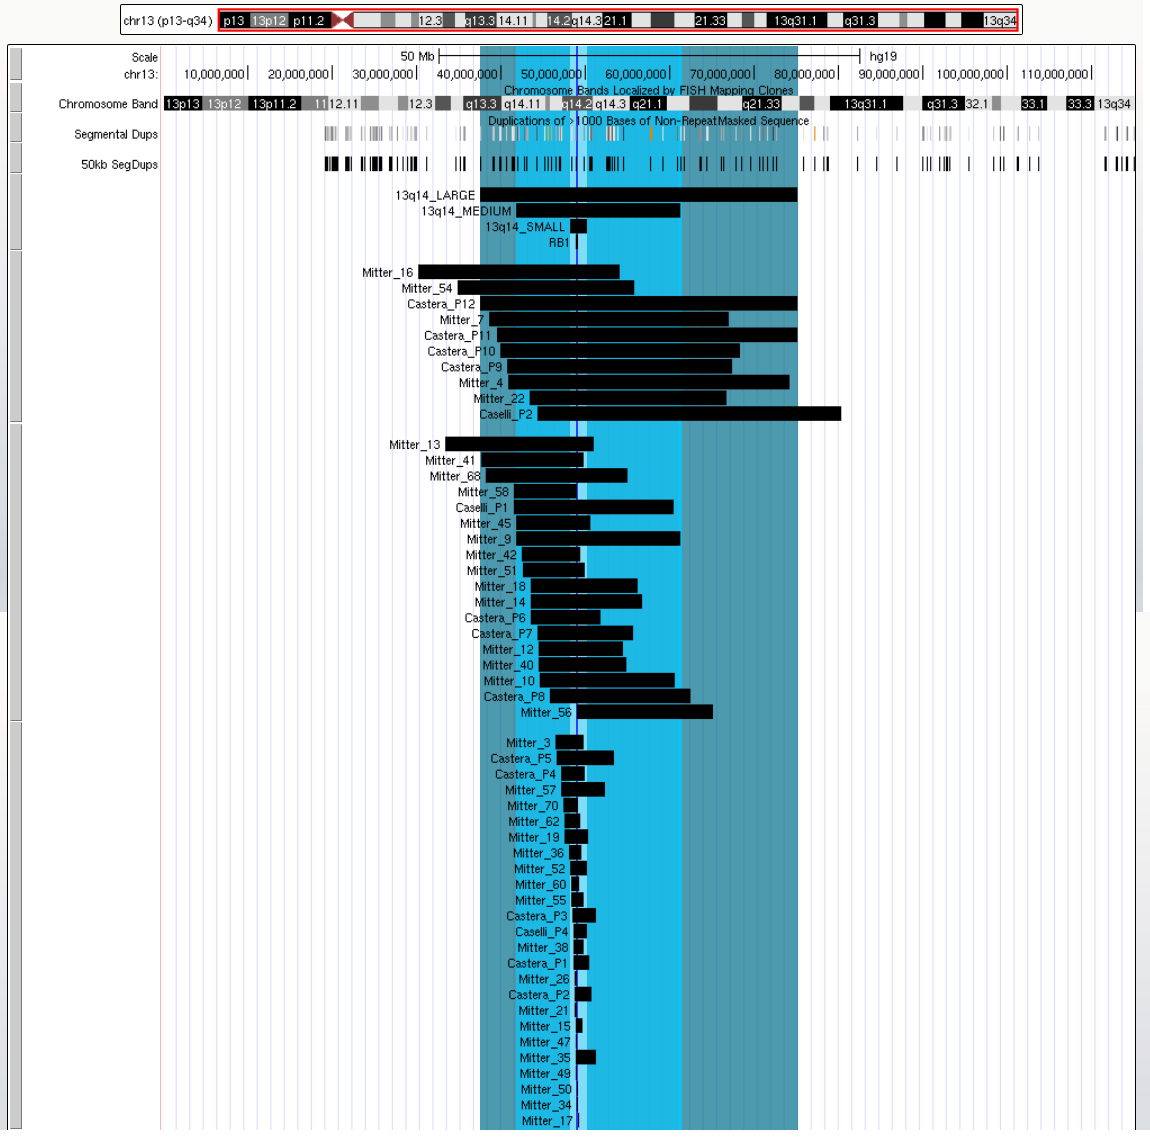 chr13 (p13-q34) p13 13p12 p11.2 12.3 q13.3 14.11 14.2 q14.3 21.1 21.33 13q31.1 q31.3 13q34
Scale 50 Mb hg19
chr13: 10,000,000 20,000,000 30,000,000 40,000,000 50,000,000 60,000,000 70,000,000 80,000,000 90,000,000 100,000,000 110,000,000
Chromosome Bands Localized by FISH Mapping Clones
Chromosome Band 13p13 13p12 13p11.2 11 12.11 12.3 q13.3 q14.11 q14.2 q14.3 q21.1 q21.33 13q31.1 q31.3 32.1 33.1 33.3 13q34
Duplications of >1000 Bases of Non-RepeatMasked Sequence
Segmental Dups
50kb SegDups
13q14_LARGE
13q14_MEDIUM
13q14_SMALL
RB1
Mitter_16
Mitter_54
Castera_P12
Mitter_7
Castera_P11
Castera_P10
Castera_P9
Mitter_4
Mitter_22
Caselli_P2
Mitter_13
Mitter_41
Mitter_68
Mitter_58
Caselli_P1
Mitter_45
Mitter_9
Mitter_42
Mitter_51
Mitter_18
Mitter_14
Castera_P6
Castera_P7
Mitter_12
Mitter_40
Mitter_10
Castera_P8
Mitter_56
Mitter_3
Castera_P5
Castera_P4
Mitter_57
Mitter_70
Mitter_62
Mitter_19
Mitter_36
Mitter_52
Mitter_60
Mitter_55
Castera_P3
Caselli_P4
Mitter_38
Castera_P1
Mitter_26
Castera_P2
Mitter_21
Mitter_15
Mitter_47
Mitter_35
Mitter_49
Mitter_50
Mitter_34
Mitter_17